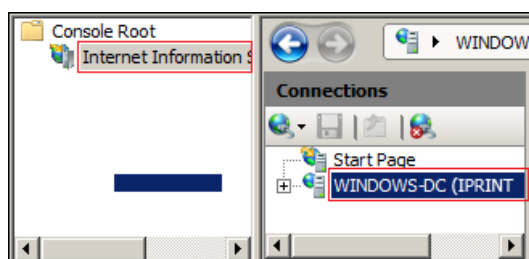 Console Root
Internet Information S
WINDOW
Connections
Start Page
WINDOWS-DC (IPRINT